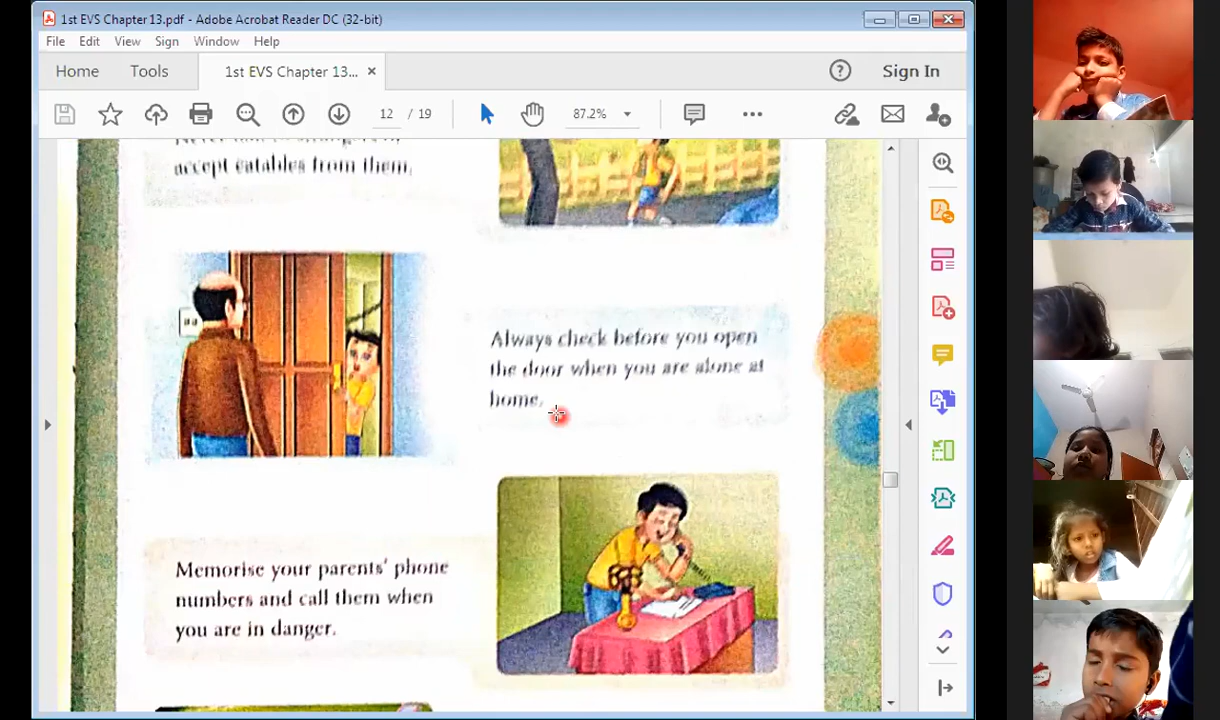 1st EVS Chapter 13.pdf - Adobe Acrobat Reader DC (32-bit)
File Edit View Sign Window Help
Home Tools 1st EVS Chapter 13... × Sign In
12 / 19 87.2%
accept eatables from them.
Always check before you open
the door when you are alone at
home.
Memorise your parents' phone
numbers and call them when
you are in danger.